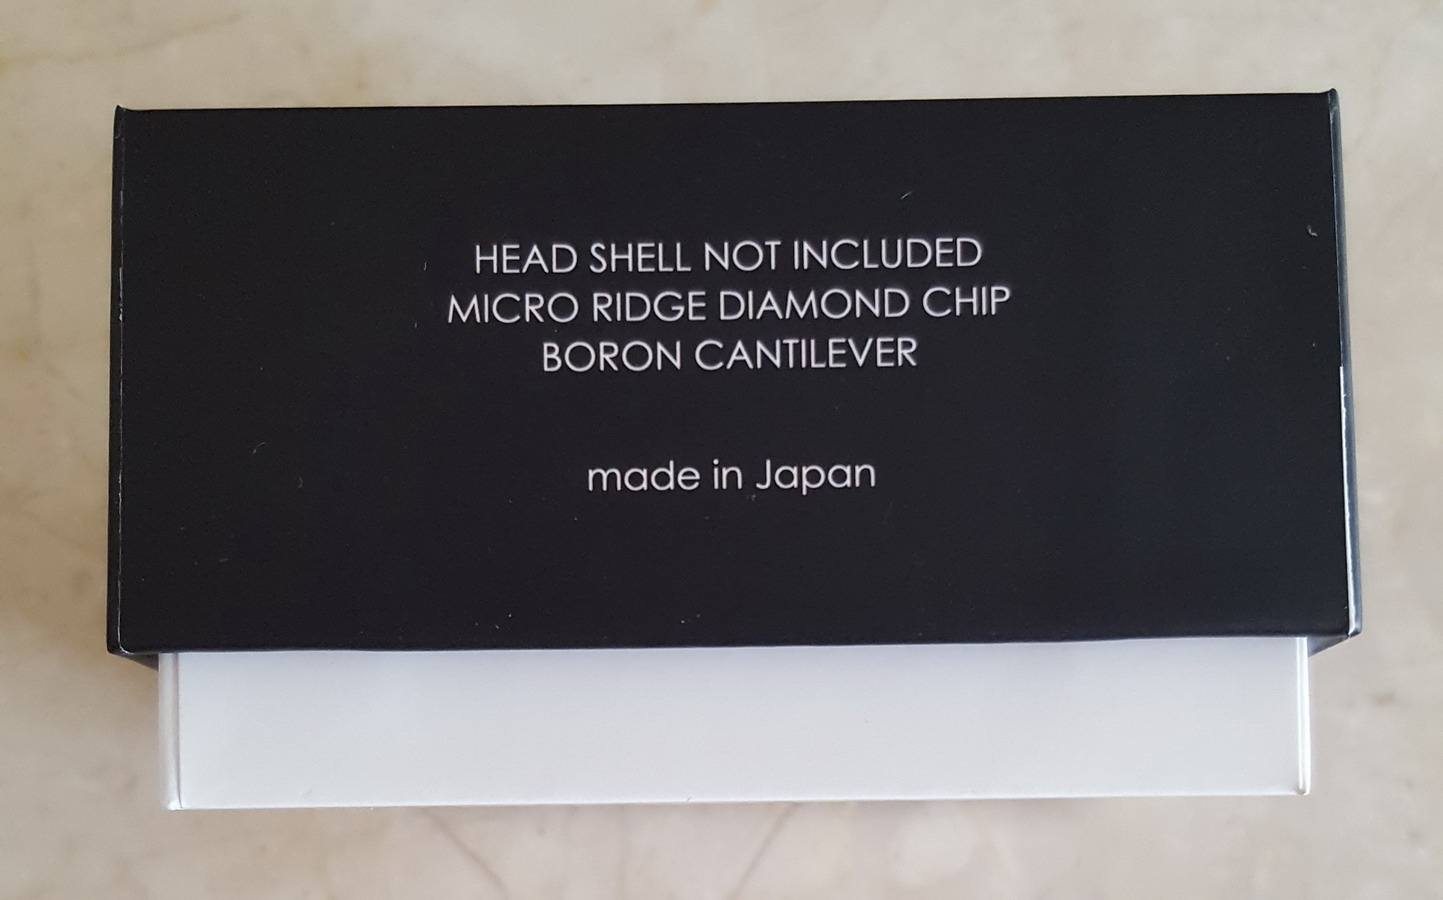 HEAD SHELL NOT INCLUDED
MICRO RIDGE DIAMOND CHIP
BORON CANTILEVER
made in Japan